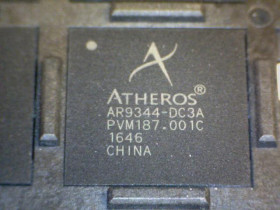 ATHEROS®
AR9344-DC3A
PVM187.001C
1646
CHINA